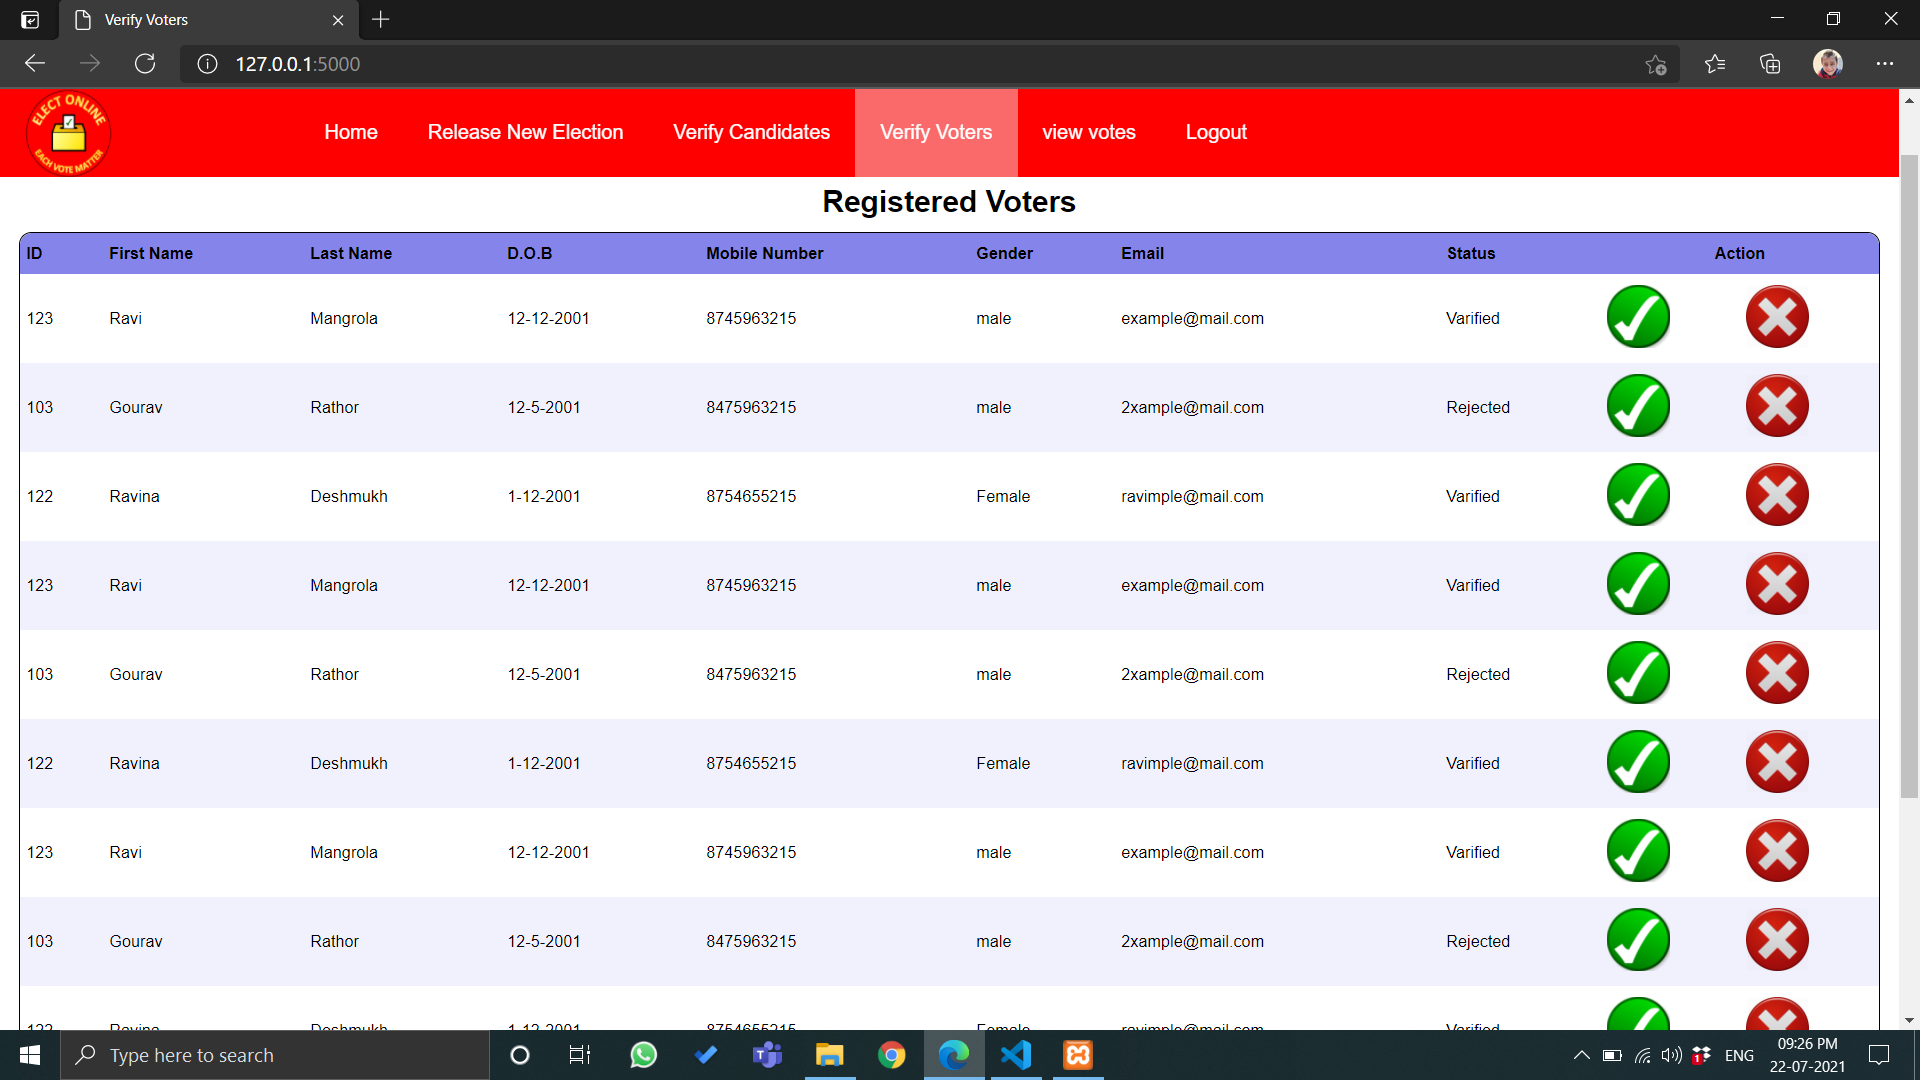 Verify Voters
127.0.0.1:5000
ELECT ONLINE
EACH VOTE MATTER
Home Release New Election Verify Candidates Verify Voters view votes Logout
Registered Voters
ID First Name Last Name D.O.B Mobile Number Gender Email Status Action
123 Ravi Mangrola 12-12-2001 8745963215 male example@mail.com Varified
103 Gourav Rathor 12-5-2001 8475963215 male 2xample@mail.com Rejected
122 Ravina Deshmukh 1-12-2001 8754655215 Female ravimple@mail.com Varified
123 Ravi Mangrola 12-12-2001 8745963215 male example@mail.com Varified
103 Gourav Rathor 12-5-2001 8475963215 male 2xample@mail.com Rejected
122 Ravina Deshmukh 1-12-2001 8754655215 Female ravimple@mail.com Varified
123 Ravi Mangrola 12-12-2001 8745963215 male example@mail.com Varified
103 Gourav Rathor 12-5-2001 8475963215 male 2xample@mail.com Rejected
122 Ravina Deshmukh 1-12-2001 8754655215 Female ravimple@mail.com Varified
Type here to search
1
ENG
09:26 PM
22-07-2021